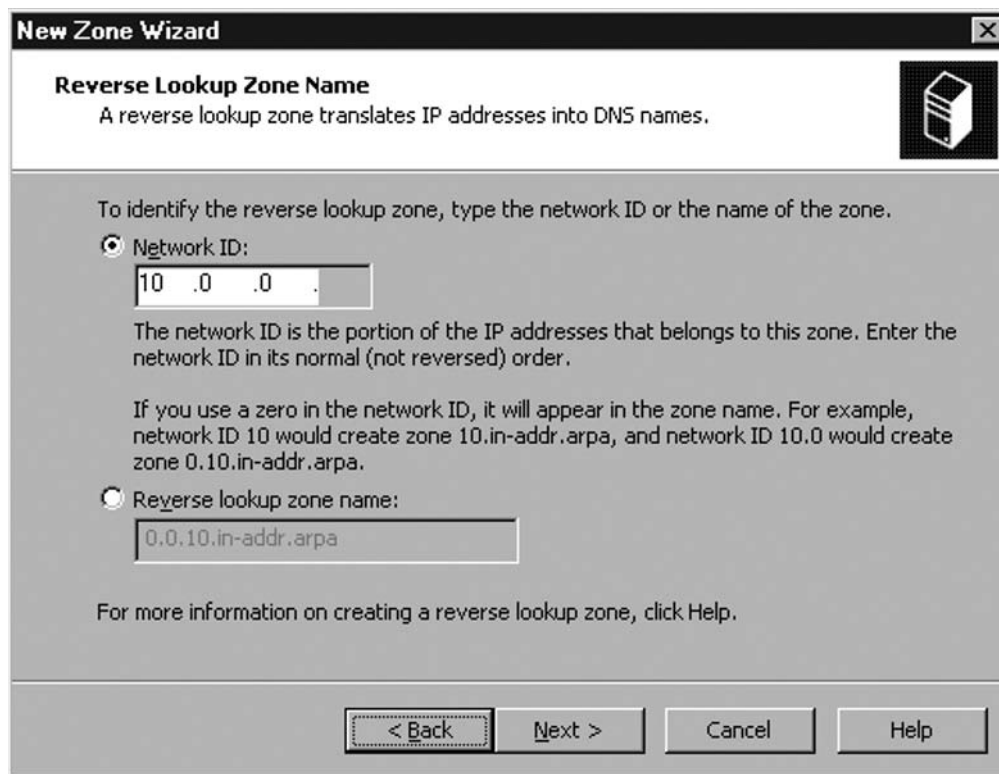 New Zone Wizard
Reverse Lookup Zone Name
A reverse lookup zone translates IP addresses into DNS names.
To identify the reverse lookup zone, type the network ID or the name of the zone.
Network ID:
10 .0 .0 .
The network ID is the portion of the IP addresses that belongs to this zone. Enter the
network ID in its normal (not reversed) order.
If you use a zero in the network ID, it will appear in the zone name. For example,
network ID 10 would create zone 10.in-addr.arpa, and network ID 10.0 would create
zone 0.10.in-addr.arpa.
Reverse lookup zone name:
0.0.10.in-addr.arpa
For more information on creating a reverse lookup zone, click Help.
< Back Next > Cancel Help